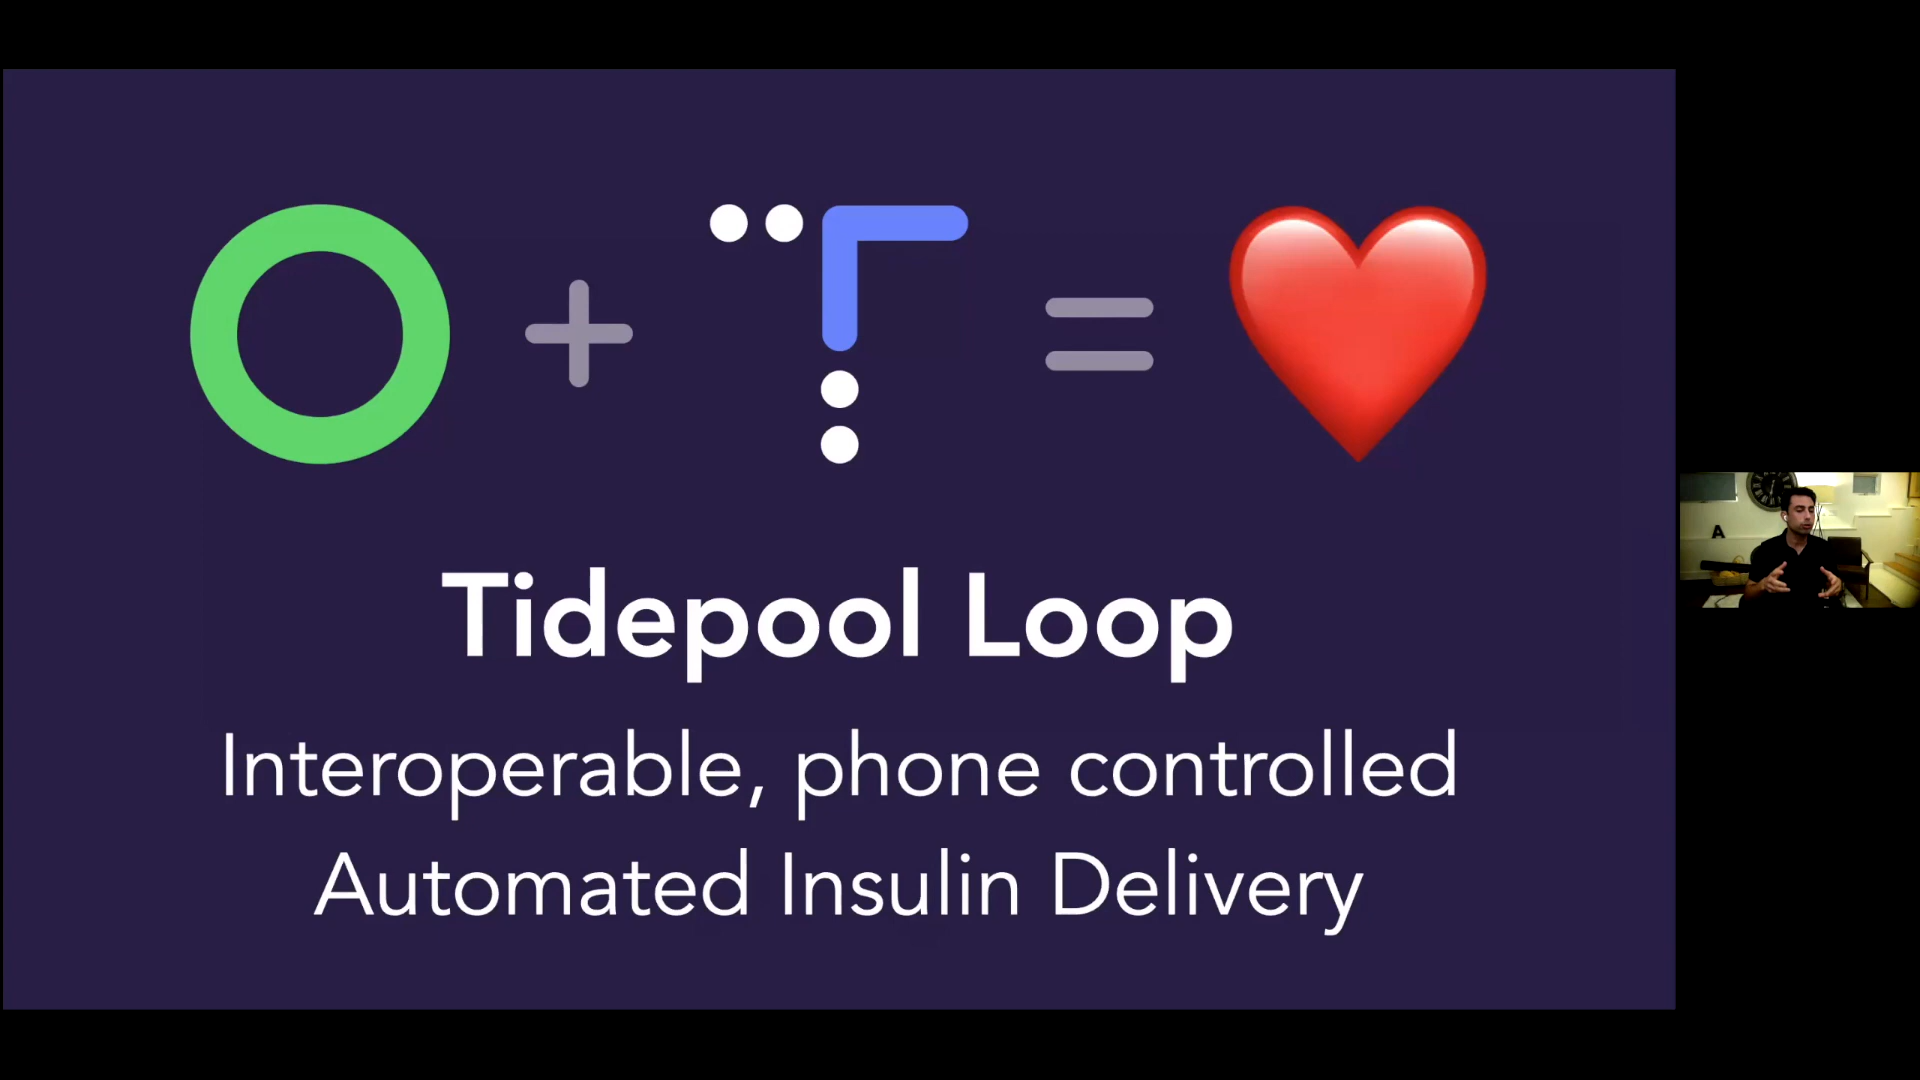 Tidepool Loop
Interoperable, phone controlled
Automated Insulin Delivery
A